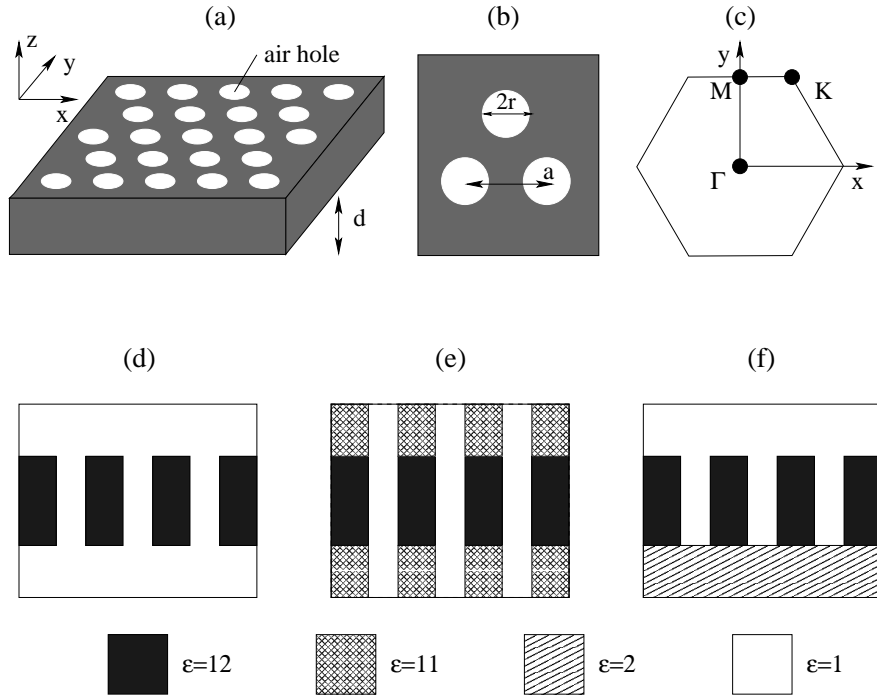 (a)
(b)
(c)
z
y
x
air hole
d
2r
a
y
M
K
Γ
x
(d)
(e)
(f)
ε=12
ε=11
ε=2
ε=1